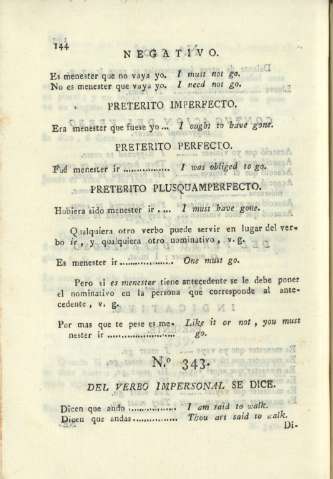 144
NEGATIVO.
Es menester que no vaya yo. I must not go.
No es menester que vaya yo. I need not go.
PRETERITO IMPERFECTO.
Era menester que fuese yo... I ought to have gone.
PRETERITO PERFECTO.
Fué menester ir ................ I was obliged to go.
PRETERITO PLUSQUAMPERFECTO.
Hubiera sido menester ir .... I must have gone.
Qualquiera otro verbo puede servir en lugar del ver-
bo ir, y qualquiera otro nominativo, v. g.
Es menester ir .................. One must go.
Pero si es menester tiene antecedente se le debe poner
el nominativo en la persona que corresponde al ante-
cedente, v. g.
Por mas que te pese es me- Like it or not, you must
nester ir ...................... go.
N.º 343.
DEL VERBO IMPERSONAL SE DICE.
Dicen que ando ................ I am said to walk.
Dicen que andas ............... Thou art said to walk.
Di-